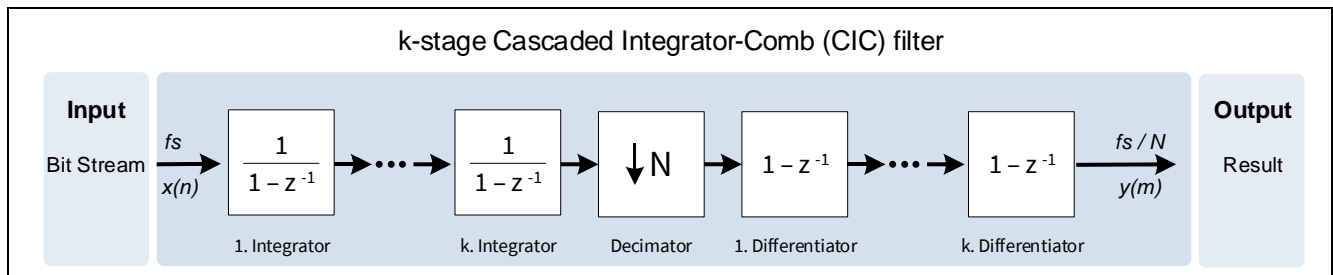 k-stage Cascaded Integrator-Comb (CIC) filter
Input
Bit Stream
fs
x(n)
1
1 – z -1
1. Integrator
1
1 – z -1
k. Integrator
↓ N
Decimator
1 – z -1
1. Differentiator
1 – z -1
k. Differentiator
fs / N
y(m)
Output
Result